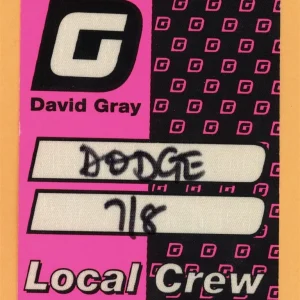 G
David Gray
DODGE
7/8
Local Crew